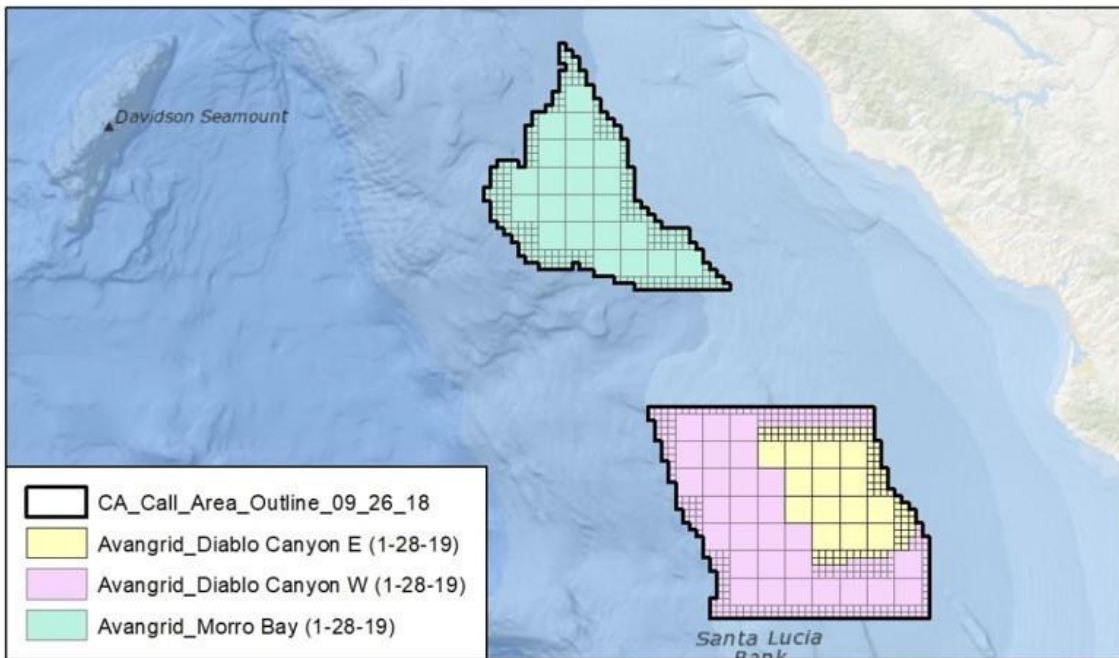 Davidson Seamount
CA_Call_Area_Outline_09_26_18
Avangrid_Diablo Canyon E (1-28-19)
Avangrid_Diablo Canyon W (1-28-19)
Avangrid_Morro Bay (1-28-19)
Santa Lucia
Bank